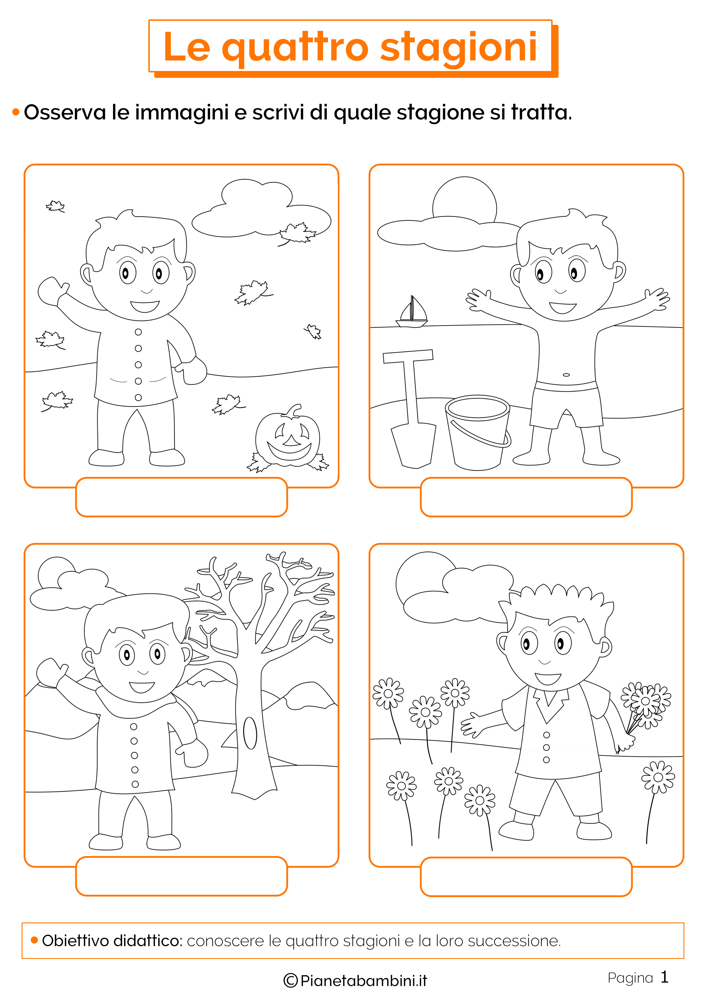 Le quattro stagioni
• Osserva le immagini e scrivi di quale stagione si tratta.
• Obiettivo didattico: conoscere le quattro stagioni e la loro successione.
©Pianetabambini.it
Pagina 1